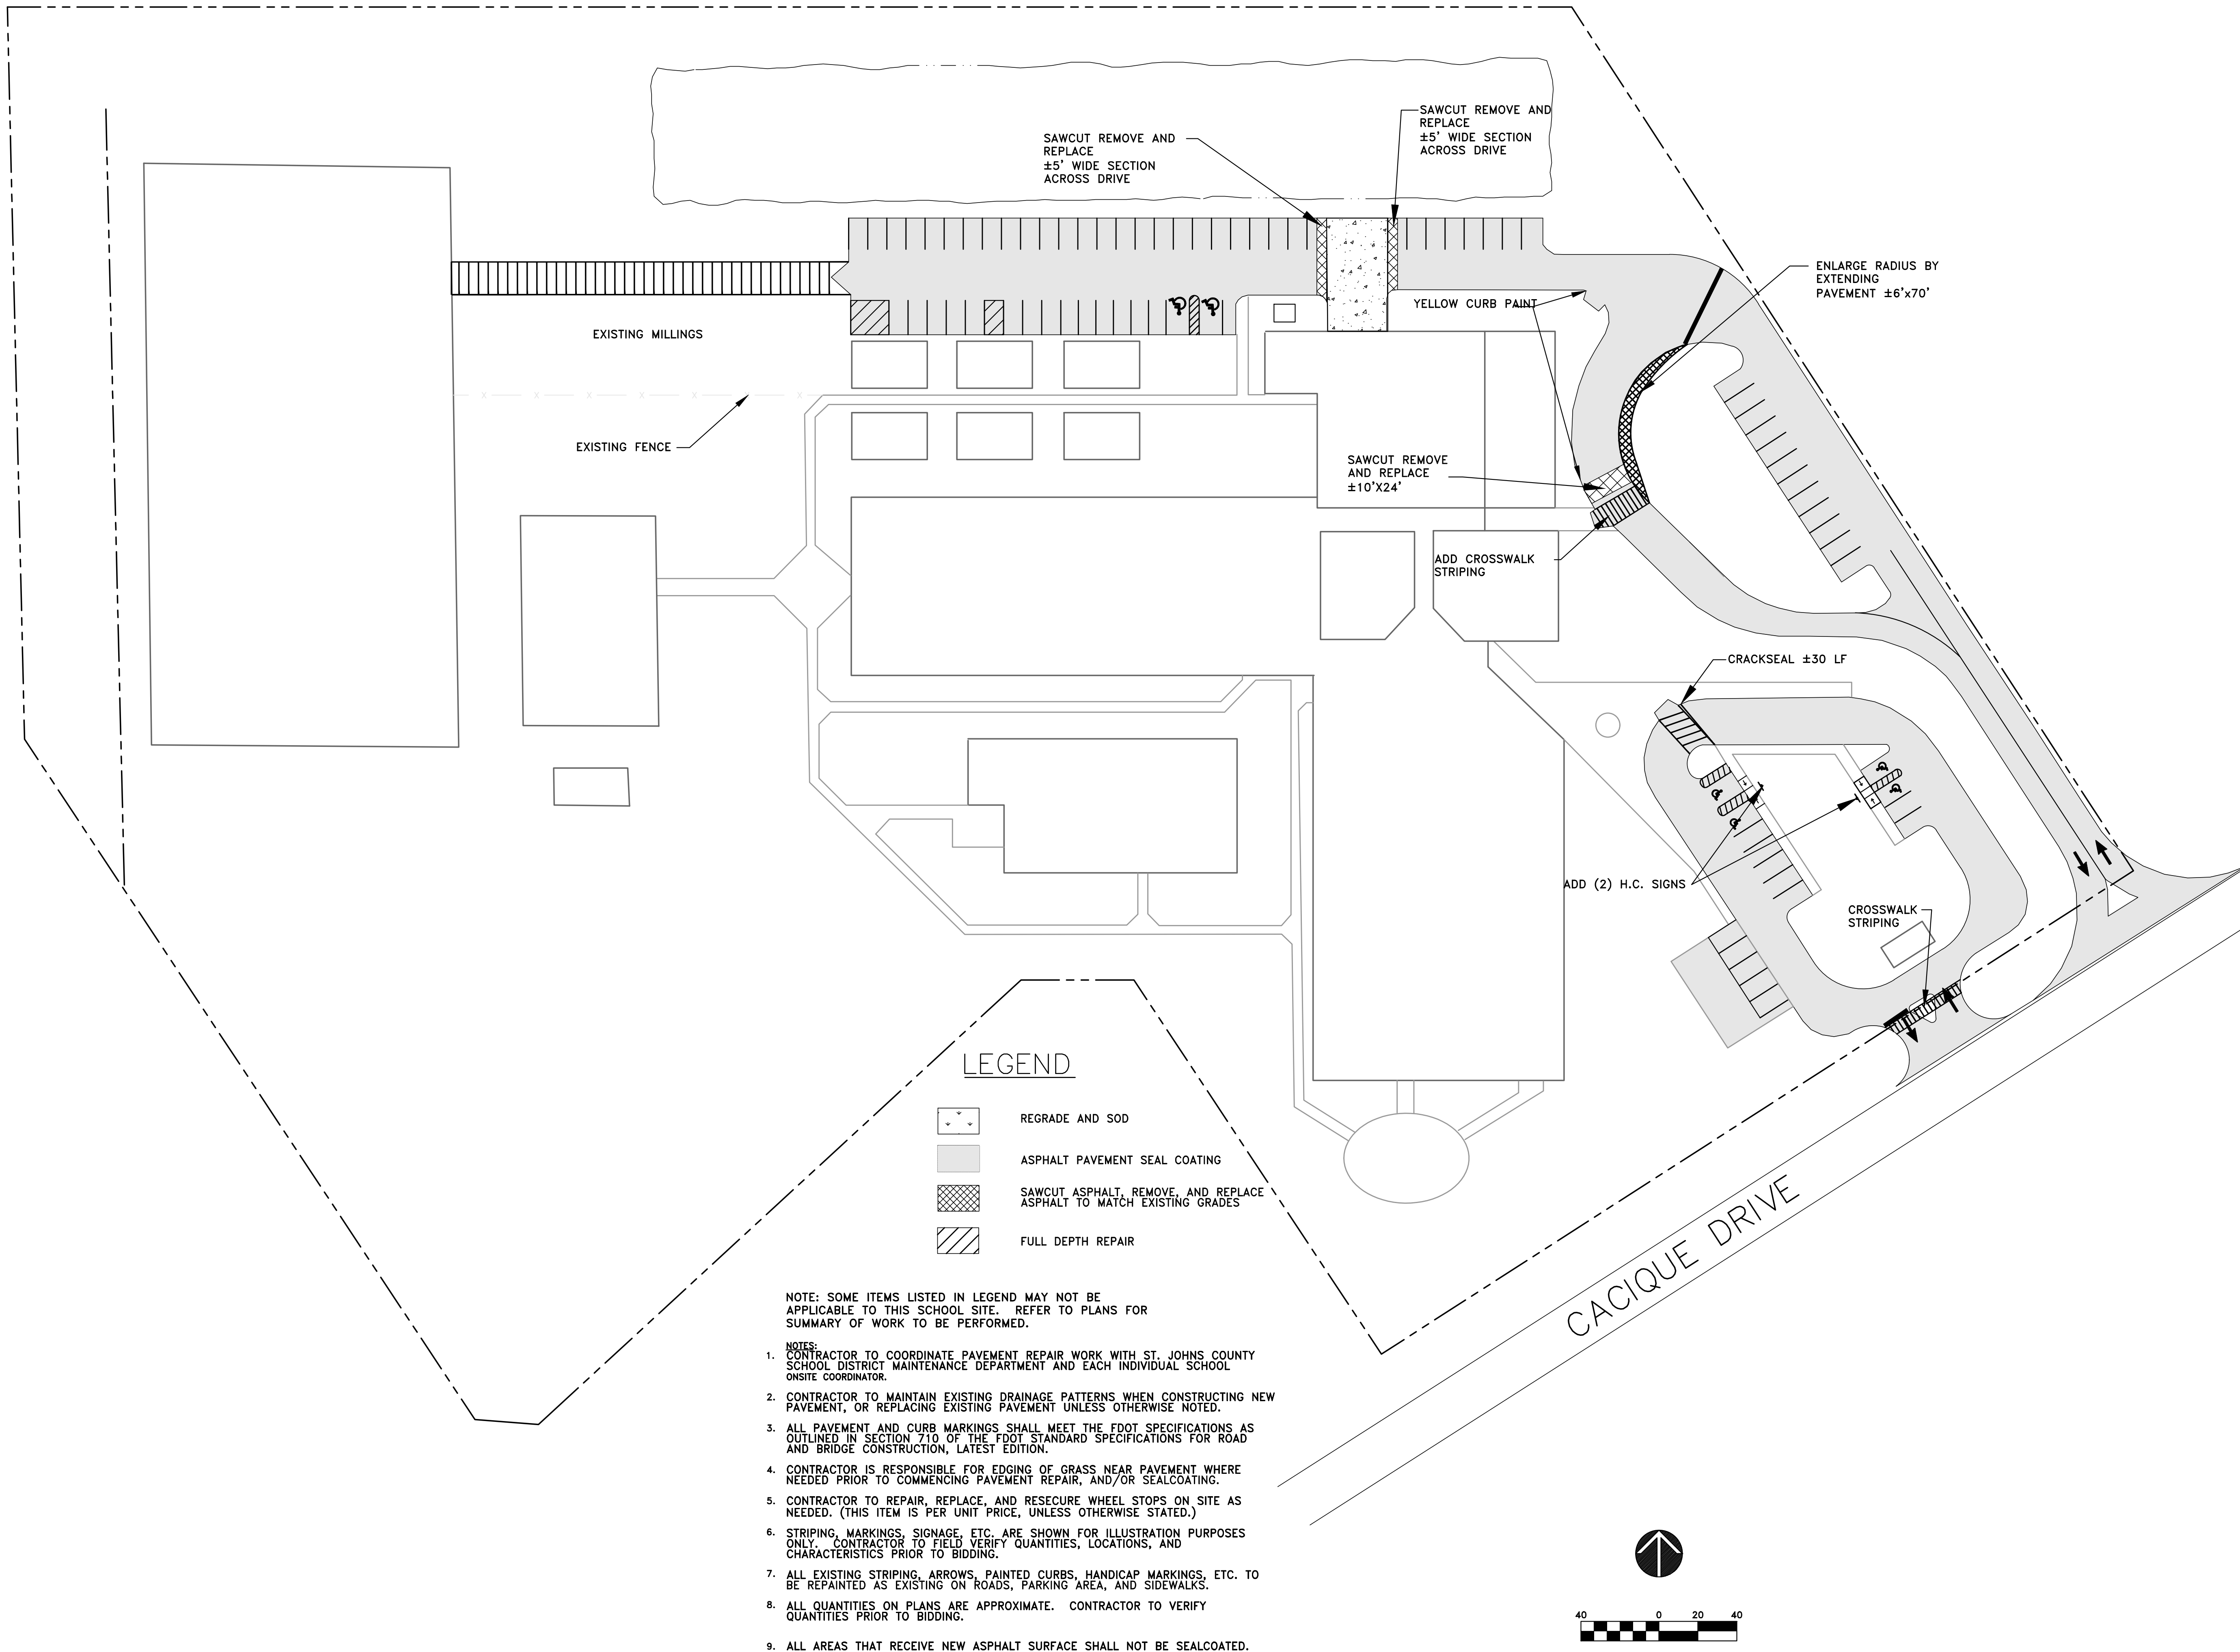 SAWCUT REMOVE AND
REPLACE
±5' WIDE SECTION
ACROSS DRIVE
SAWCUT REMOVE AND
REPLACE
±5' WIDE SECTION
ACROSS DRIVE
ENLARGE RADIUS BY
EXTENDING
PAVEMENT ±6'x70'
YELLOW CURB PAINT
EXISTING MILLINGS
X X X X X X X
EXISTING FENCE
SAWCUT REMOVE
AND REPLACE
±10'X24'
ADD CROSSWALK
STRIPING
CRACKSEAL ±30 LF
ADD (2) H.C. SIGNS
CROSSWALK
STRIPING
CACIQUE DRIVE
LEGEND
REGRADE AND SOD
ASPHALT PAVEMENT SEAL COATING
SAWCUT ASPHALT, REMOVE, AND REPLACE
ASPHALT TO MATCH EXISTING GRADES
FULL DEPTH REPAIR
NOTE: SOME ITEMS LISTED IN LEGEND MAY NOT BE
APPLICABLE TO THIS SCHOOL SITE. REFER TO PLANS FOR
SUMMARY OF WORK TO BE PERFORMED.
NOTES:
1. CONTRACTOR TO COORDINATE PAVEMENT REPAIR WORK WITH ST. JOHNS COUNTY
SCHOOL DISTRICT MAINTENANCE DEPARTMENT AND EACH INDIVIDUAL SCHOOL
ONSITE COORDINATOR.
2. CONTRACTOR TO MAINTAIN EXISTING DRAINAGE PATTERNS WHEN CONSTRUCTING NEW
PAVEMENT, OR REPLACING EXISTING PAVEMENT UNLESS OTHERWISE NOTED.
3. ALL PAVEMENT AND CURB MARKINGS SHALL MEET THE FDOT SPECIFICATIONS AS
OUTLINED IN SECTION 710 OF THE FDOT STANDARD SPECIFICATIONS FOR ROAD
AND BRIDGE CONSTRUCTION, LATEST EDITION.
4. CONTRACTOR IS RESPONSIBLE FOR EDGING OF GRASS NEAR PAVEMENT WHERE
NEEDED PRIOR TO COMMENCING PAVEMENT REPAIR, AND/OR SEALCOATING.
5. CONTRACTOR TO REPAIR, REPLACE, AND RESECURE WHEEL STOPS ON SITE AS
NEEDED. (THIS ITEM IS PER UNIT PRICE, UNLESS OTHERWISE STATED.)
6. STRIPING, MARKINGS, SIGNAGE, ETC. ARE SHOWN FOR ILLUSTRATION PURPOSES
ONLY. CONTRACTOR TO FIELD VERIFY QUANTITIES, LOCATIONS, AND
CHARACTERISTICS PRIOR TO BIDDING.
7. ALL EXISTING STRIPING, ARROWS, PAINTED CURBS, HANDICAP MARKINGS, ETC. TO
BE REPAINTED AS EXISTING ON ROADS, PARKING AREA, AND SIDEWALKS.
8. ALL QUANTITIES ON PLANS ARE APPROXIMATE. CONTRACTOR TO VERIFY
QUANTITIES PRIOR TO BIDDING.
9. ALL AREAS THAT RECEIVE NEW ASPHALT SURFACE SHALL NOT BE SEALCOATED.
40 0 20 40